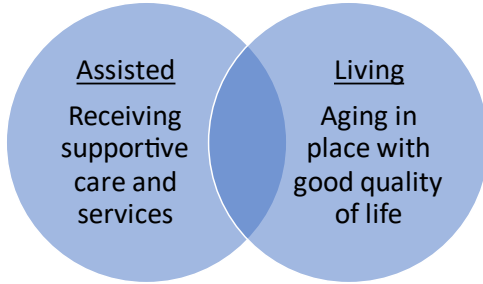 Assisted
Receiving
supportive
care and
services
Living
Aging in
place with
good quality
of life